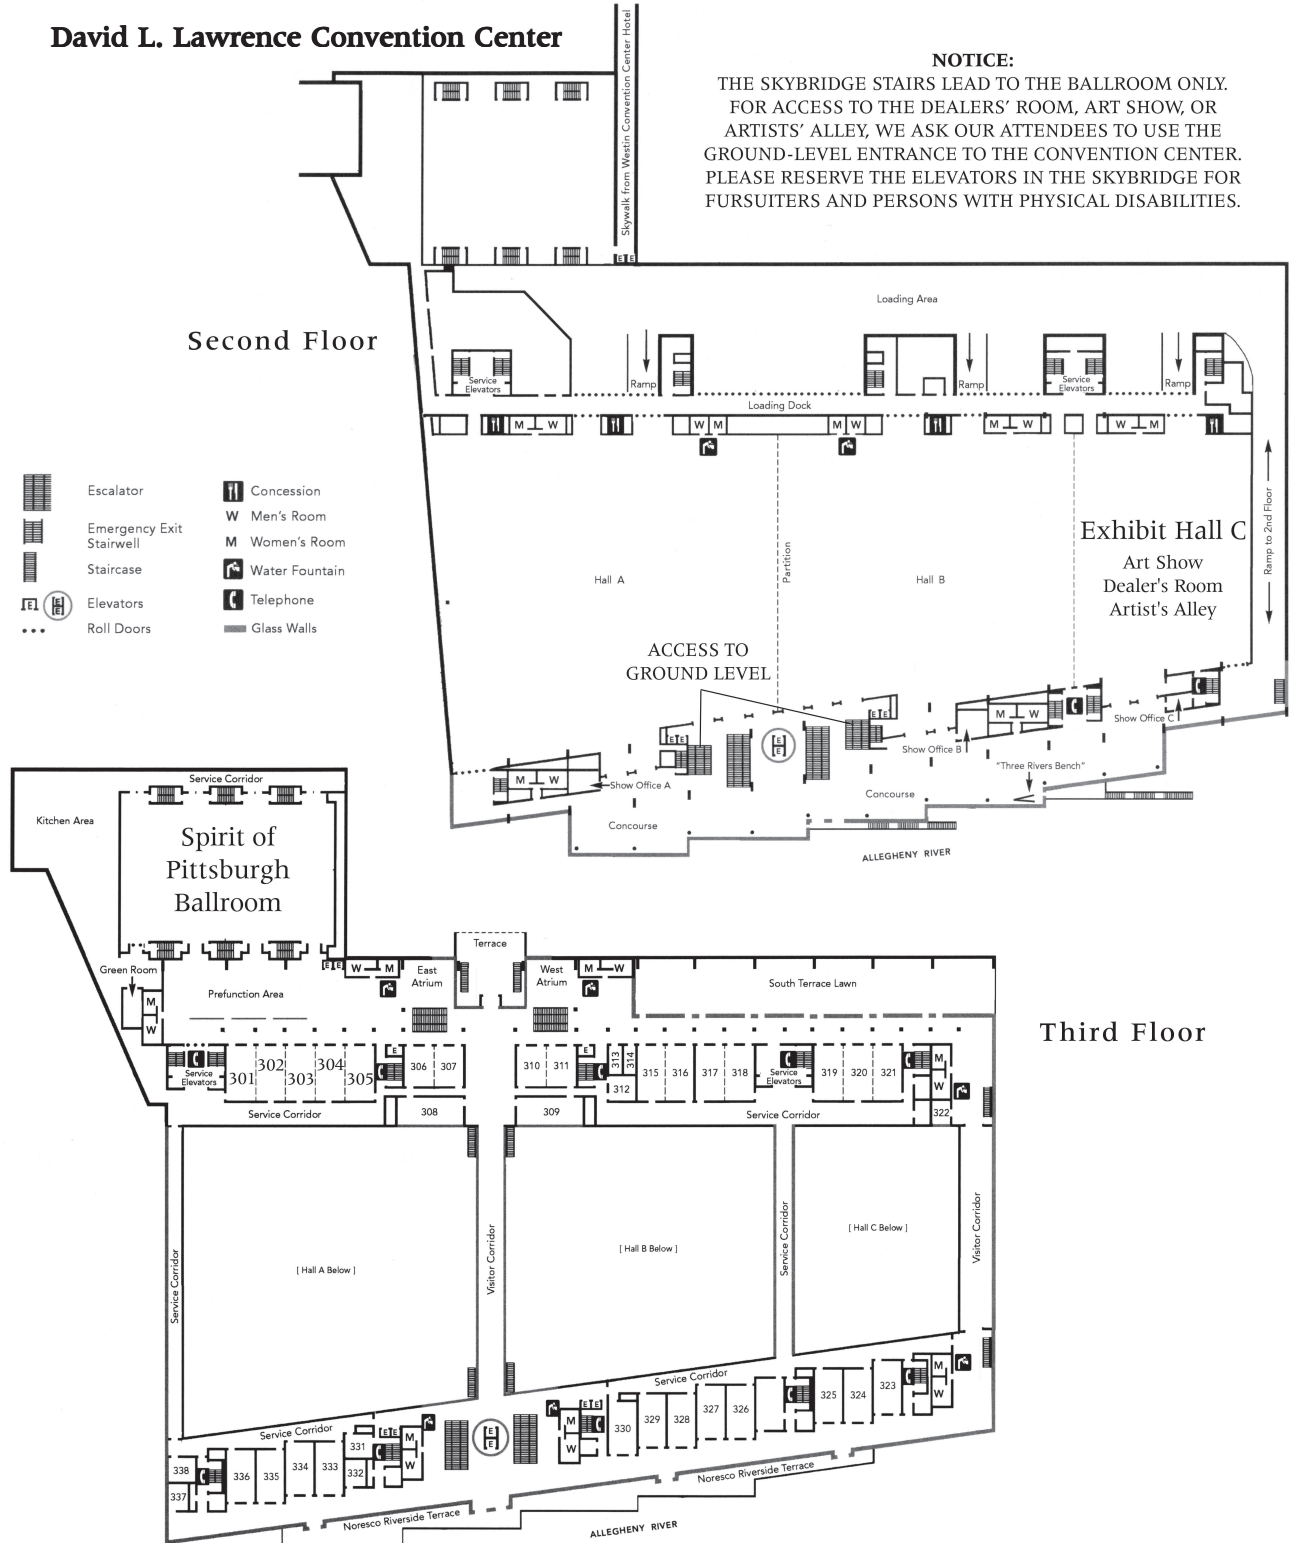 David L. Lawrence Convention Center
NOTICE:
THE SKYBRIDGE STAIRS LEAD TO THE BALLROOM ONLY.
FOR ACCESS TO THE DEALERS’ ROOM, ART SHOW, OR
ARTISTS’ ALLEY, WE ASK OUR ATTENDEES TO USE THE
GROUND-LEVEL ENTRANCE TO THE CONVENTION CENTER.
PLEASE RESERVE THE ELEVATORS IN THE SKYBRIDGE FOR
FURSUITERS AND PERSONS WITH PHYSICAL DISABILITIES.
Skywalk from Westin Convention Center Hotel
E E
Second Floor
Loading Area
Service
Elevators
Ramp
Ramp
Service
Elevators
Ramp
Loading Dock
M W
W M
M W
M W
W M
Escalator
Emergency Exit
Stairwell
Staircase
E
E
E
Elevators
Roll Doors
Concession
W Men's Room
M Women's Room
Water Fountain
Telephone
Glass Walls
Hall A
Partition
Hall B
Exhibit Hall C
Art Show
Dealer's Room
Artist's Alley
Ramp to 2nd Floor
ACCESS TO
GROUND LEVEL
E E
E
E
E E
M W
Show Office A
M W
Show Office B
Show Office C
"Three Rivers Bench"
Concourse
Concourse
ALLEGHENY RIVER
Service Corridor
Kitchen Area
Spirit of
Pittsburgh
Ballroom
Green Room
M
W
Prefunction Area
E E
W M
East
Atrium
Terrace
West
Atrium
M W
South Terrace Lawn
Third Floor
Service
Elevators
301
302
303
304
305
E
306
307
308
310
311
309
E
313
314
312
315
316
317
318
Service
Elevators
319
320
321
M
W
322
Service Corridor
Service Corridor
Service Corridor
[ Hall A Below ]
Visitor Corridor
[ Hall B Below ]
Service Corridor
[ Hall C Below ]
Visitor Corridor
Service Corridor
Service Corridor
338
337
336
335
334
333
331
332
E E
M
W
E
E
M
W
E E
330
329
328
327
326
325
324
323
M
W
Noresco Riverside Terrace
Noresco Riverside Terrace
ALLEGHENY RIVER